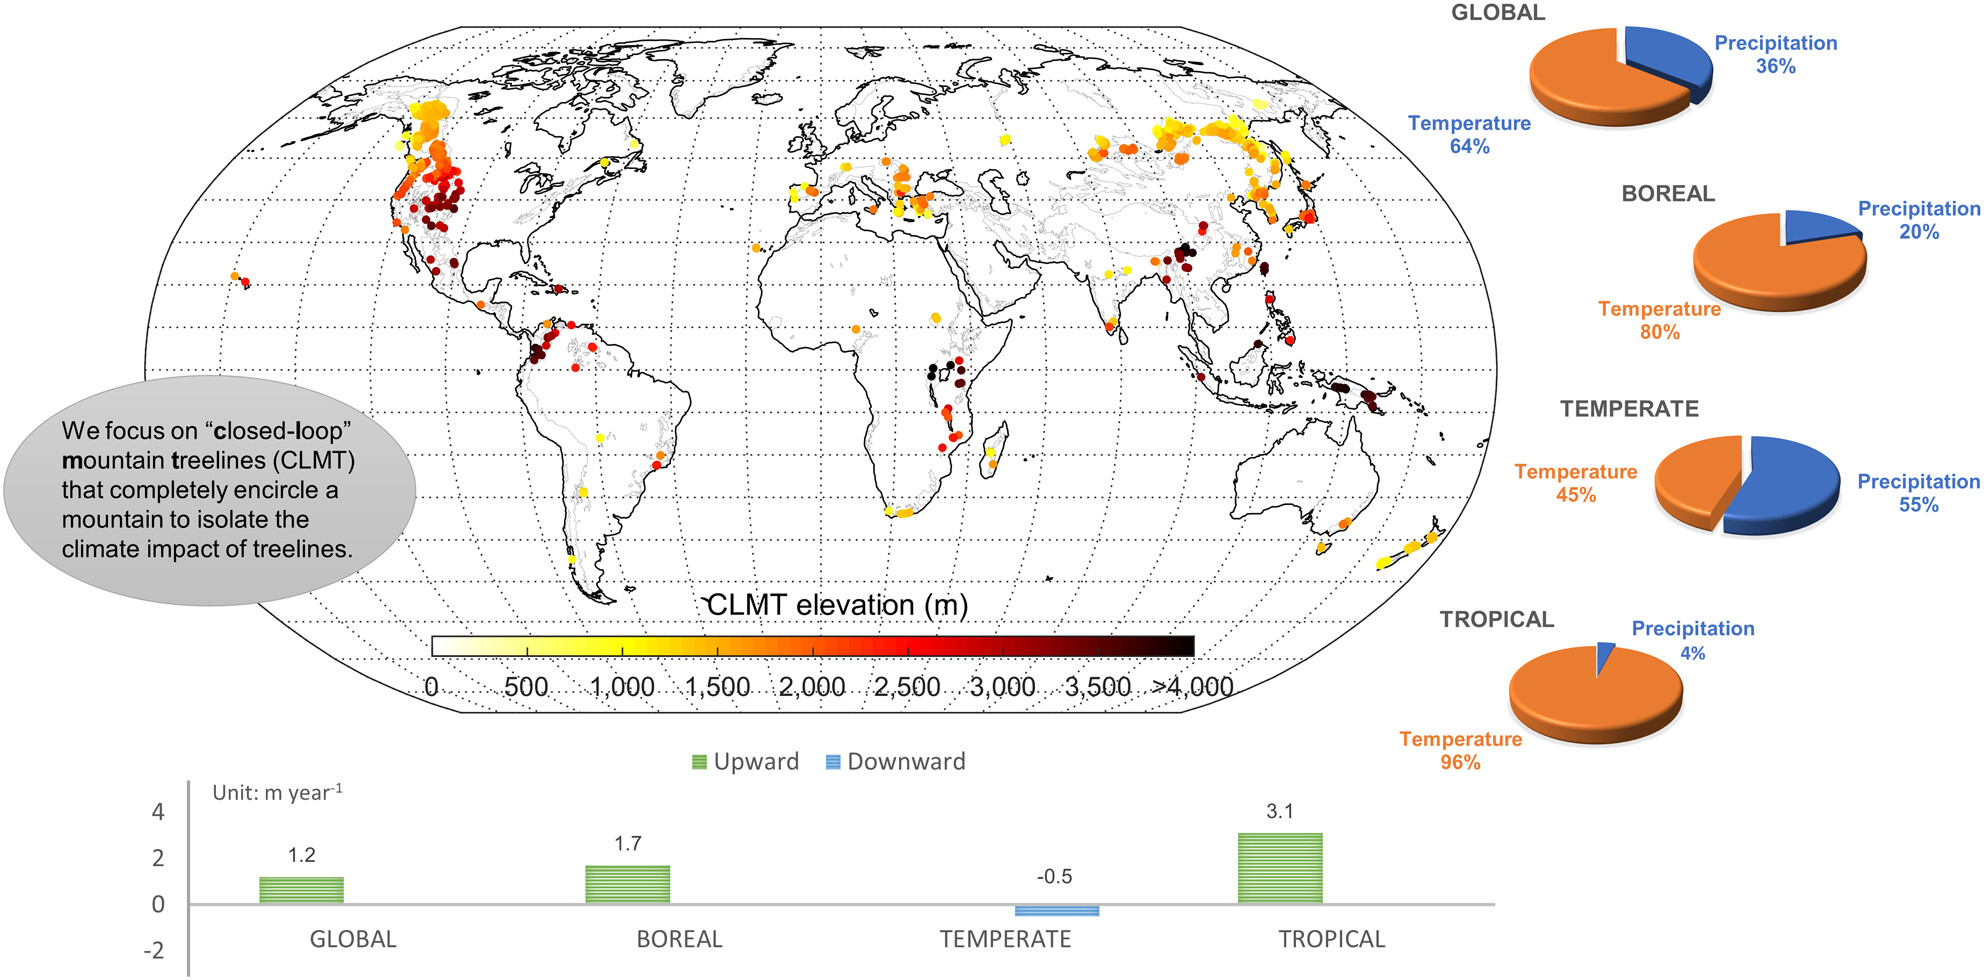 GLOBAL
Precipitation
36%
Temperature
64%
BOREAL
Precipitation
20%
Temperature
80%
TEMPERATE
Temperature
45%
Precipitation
55%
TROPICAL
Precipitation
4%
Temperature
96%
We focus on “closed-loop”
mountain treelines (CLMT)
that completely encircle a
mountain to isolate the
climate impact of treelines.
CLMT elevation (m)
0 500 1,000 1,500 2,000 2,500 3,000 3,500 >4,000
Upward Downward
Unit: m year-1
4
2
0
-2
1.2
1.7
-0.5
3.1
GLOBAL BOREAL TEMPERATE TROPICAL